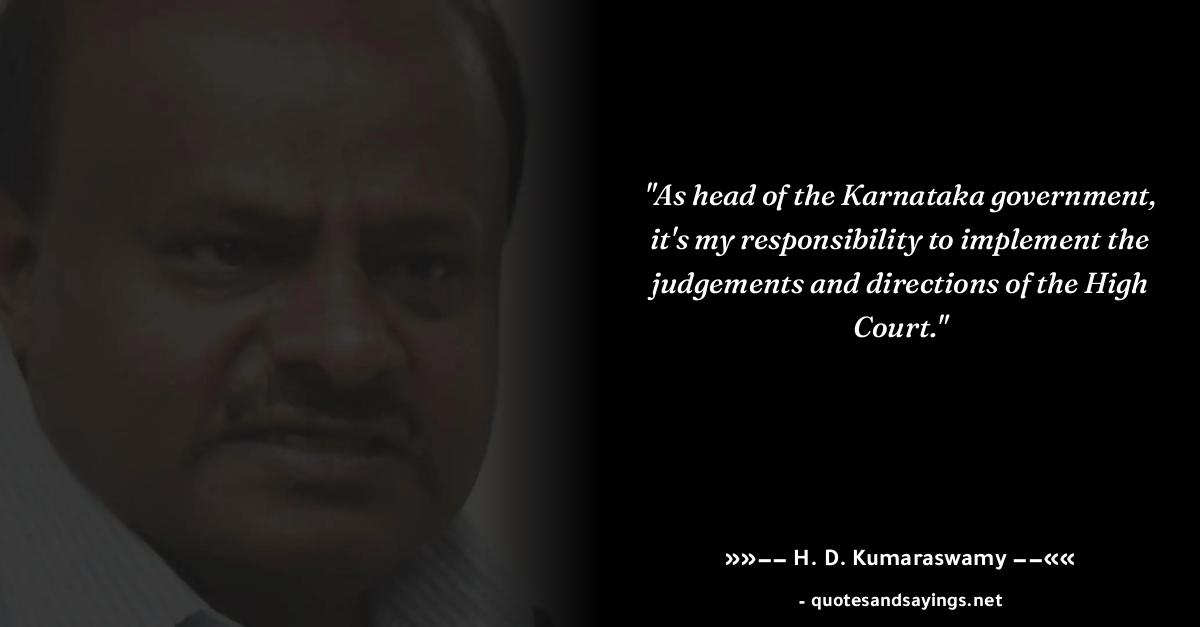 "As head of the Karnataka government,
it's my responsibility to implement the
judgements and directions of the High
Court."
»»−− H. D. Kumaraswamy −−««
- quotesandsayings.net